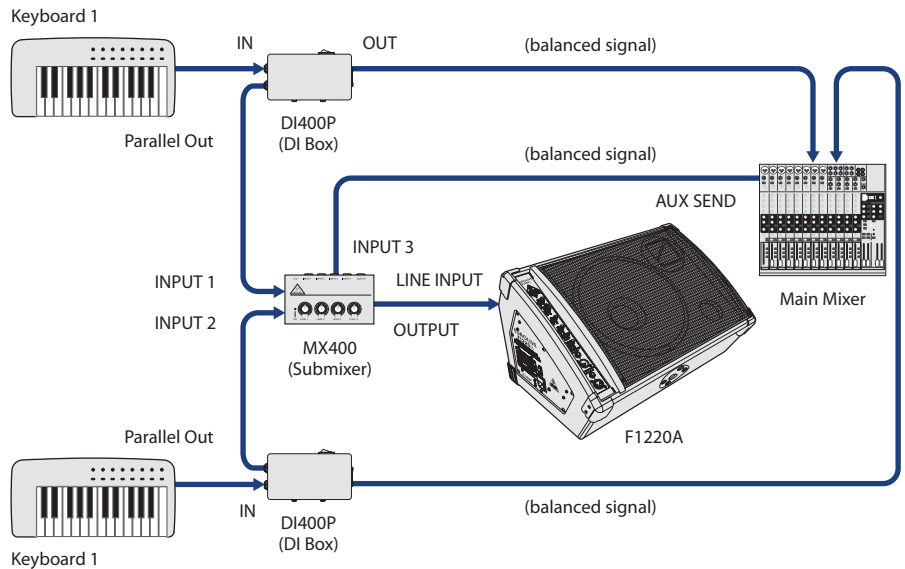 Keyboard 1
IN
OUT
(balanced signal)
Parallel Out
DI400P
(DI Box)
(balanced signal)
AUX SEND
INPUT 3
INPUT 1
LINE INPUT
Main Mixer
INPUT 2
OUTPUT
MX400
(Submixer)
F1220A
Parallel Out
IN
(balanced signal)
DI400P
(DI Box)
Keyboard 1